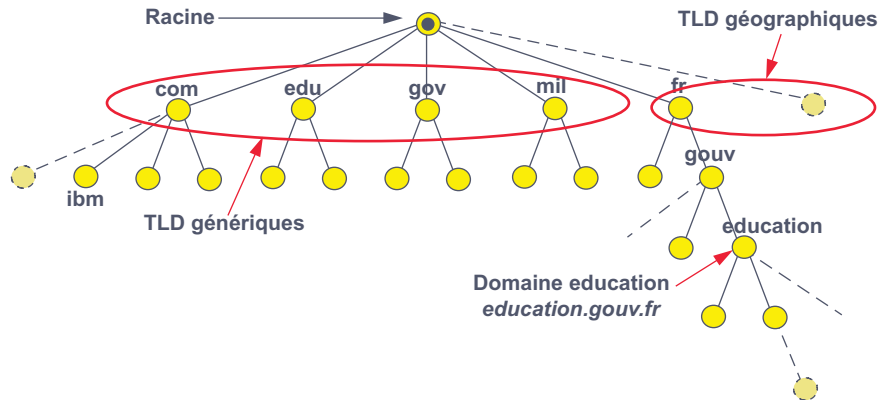 Racine
TLD géographiques
com
edu
gov
mil
fr
gouv
ibm
TLD génériques
education
Domaine education
education.gouv.fr